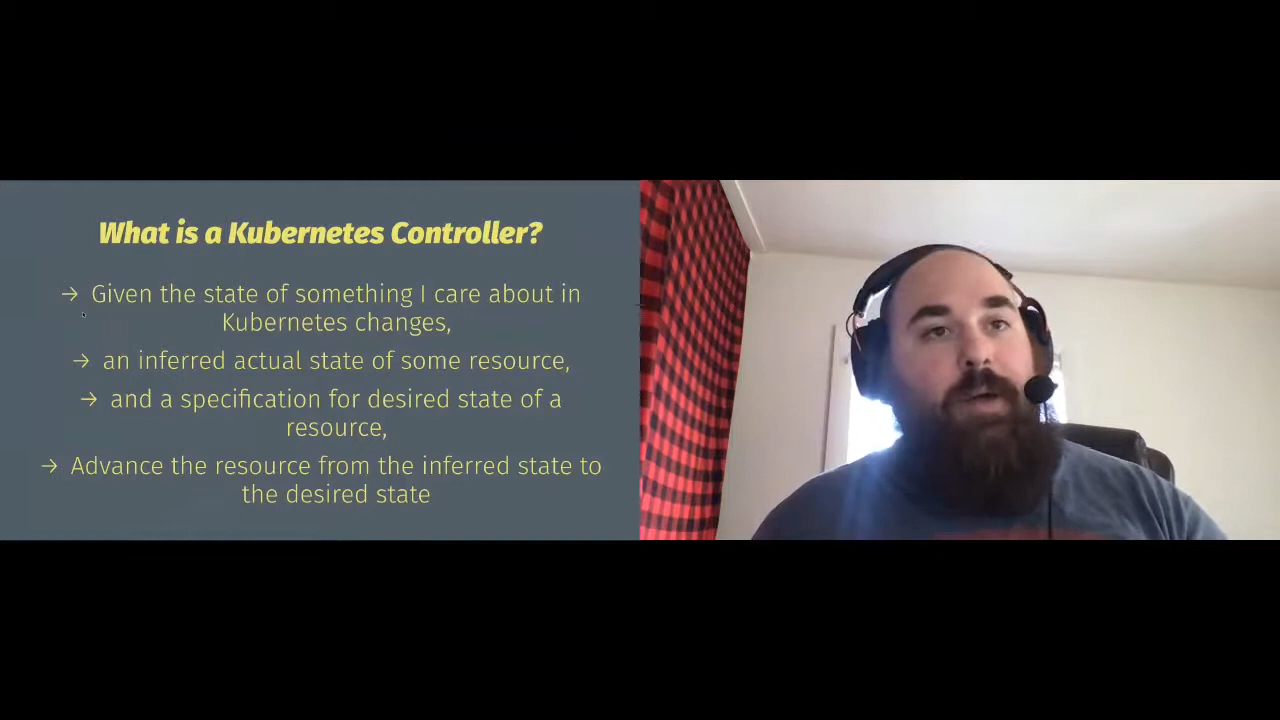 What is a Kubernetes Controller?
→ Given the state of something I care about in
Kubernetes changes,
→ an inferred actual state of some resource,
→ and a specification for desired state of a
resource,
→ Advance the resource from the inferred state to
the desired state